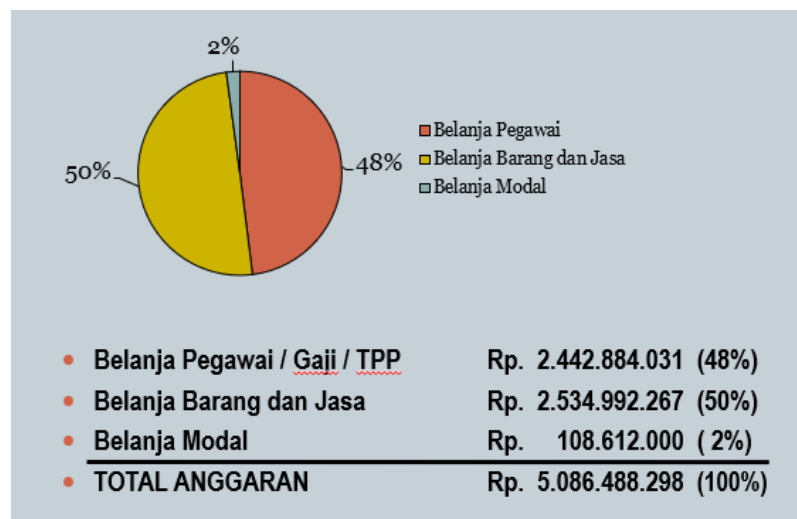 2%
50%
48%
Belanja Pegawai
Belanja Barang dan Jasa
Belanja Modal
• Belanja Pegawai / Gaji / TPP Rp. 2.442.884.031 (48%)
• Belanja Barang dan Jasa Rp. 2.534.992.267 (50%)
• Belanja Modal Rp. 108.612.000 ( 2%)
• TOTAL ANGGARAN Rp. 5.086.488.298 (100%)